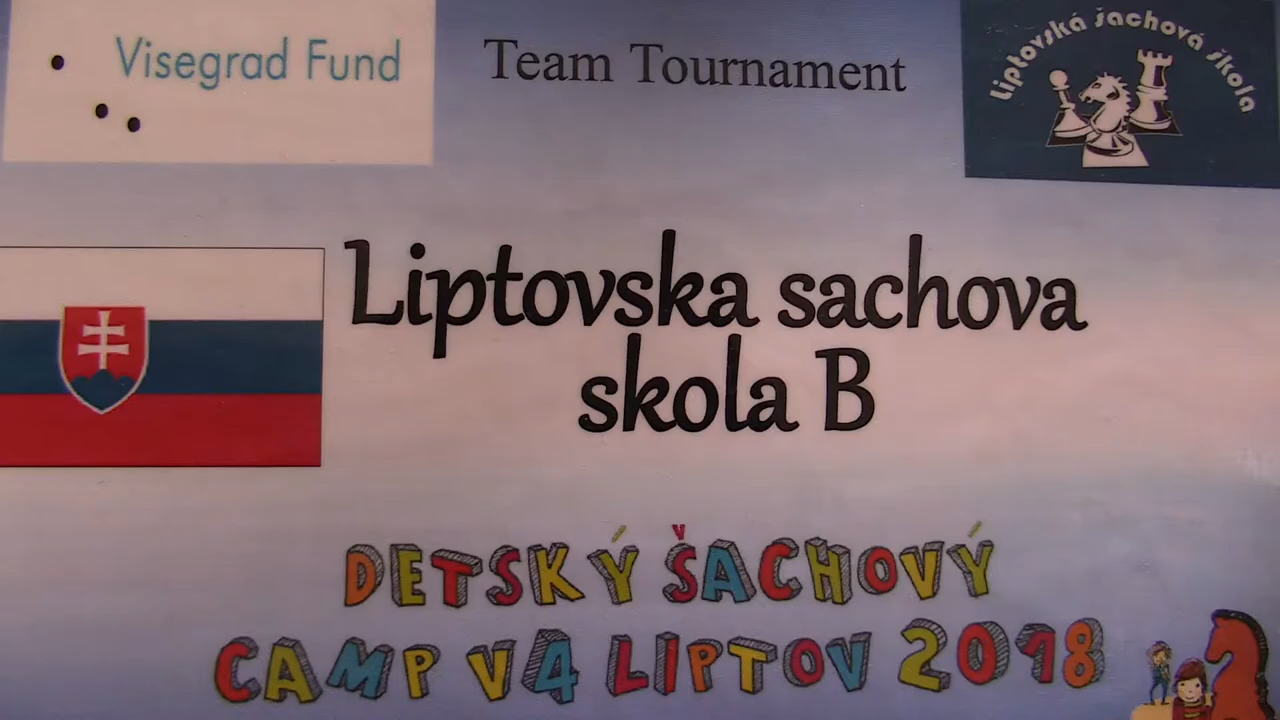 Visegrad Fund
Team Tournament
Liptovská šachová škola
Liptovska sachova
skola B
DETSKÝ ŠACHOVÝ
CAMP V4 LIPTOV 2018